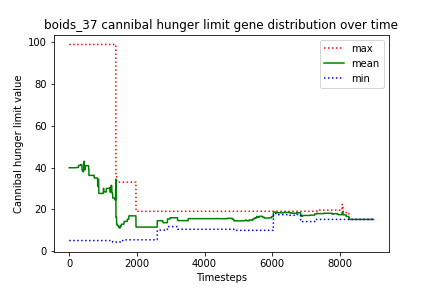 boids_37 cannibal hunger limit gene distribution over time
100
80
60
40
20
0
Cannibal hunger limit value
max
mean
min
0 2000 4000 6000 8000
Timesteps